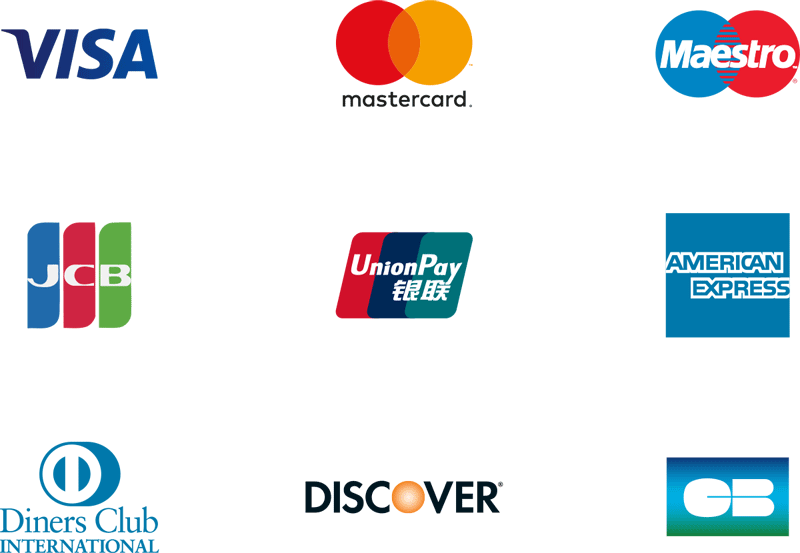 VISA
mastercard.
Maestro
JCB
UnionPay
银联
AMERICAN
EXPRESS
Diners Club
INTERNATIONAL
DISCOVER®
CB